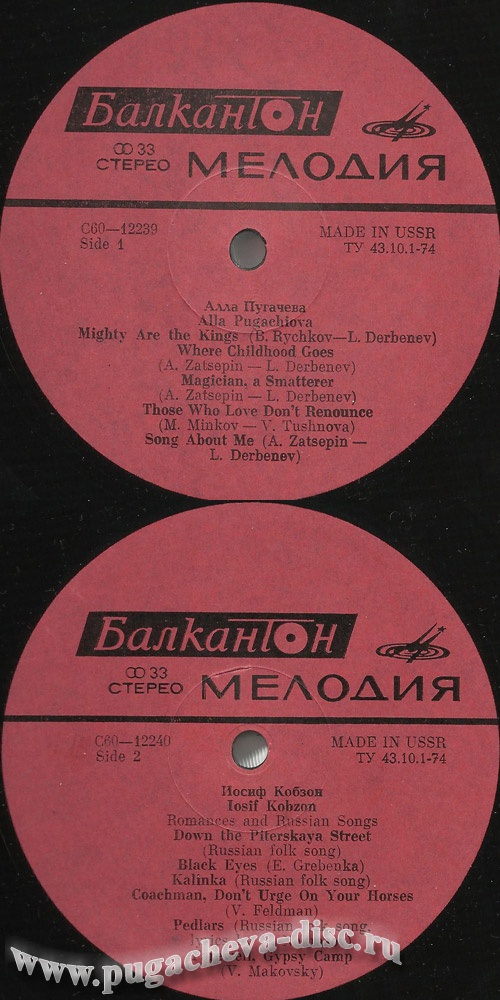 Балкантон
33
СТЕРЕО МЕЛОДИЯ
С60—12239 MADE IN USSR
Side 1 ТУ 43.10.1-74
Алла Пугачева
Alla Pugachiova
Mighty Are the Kings (B. Rychkov—L. Derbenev)
Where Childhood Goes
(A. Zatsepin — L. Derbenev)
Magician, a Smatterer
(A. Zatsepin — L. Derbenev)
Those Who Love Don't Renounce
(M. Minkov — V. Tushnova)
Song About Me (A. Zatsepin —
L. Derbenev)
Балкантон
33
СТЕРЕО МЕЛОДИЯ
С60—12240 MADE IN USSR
Side 2 ТУ 43.10.1-74
Иосиф Кобзон
Iosif Kobzon
Romances and Russian Songs
Down the Piterskaya Street
(Russian folk song)
Black Eyes (E. Grebenka)
Kalinka (Russian folk song)
Coachman, Don't Urge On Your Horses
(V. Feldman)
Pedlars (Russian folk song,
Gypsy Camp
(V. Makovsky)
www.pugacheva-disc.ru